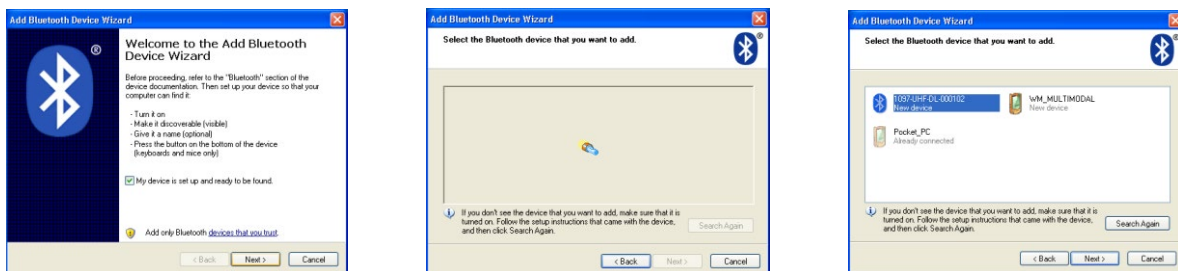 Add Bluetooth Device Wizard
®
Welcome to the Add Bluetooth
Device Wizard
Before proceeding, refer to the "Bluetooth" section of the
device documentation. Then set up your device so that your
computer can find it:
- Turn it on
- Make it discoverable (visible)
- Give it a name (optional)
- Press the button on the bottom of the device
(keyboards and mice only)
My device is set up and ready to be found.
Add only Bluetooth devices that you trust.
< Back
Next >
Cancel
Add Bluetooth Device Wizard
Select the Bluetooth device that you want to add.
®
If you don't see the device that you want to add, make sure that it is
turned on. Follow the setup instructions that came with the device,
and then click Search Again.
Search Again
< Back
Next >
Cancel
Add Bluetooth Device Wizard
Select the Bluetooth device that you want to add.
®
1097-UHF-DL-000102
New device
WM_MULTIMODAL
New device
Pocket_PC
Already connected
If you don't see the device that you want to add, make sure that it is
turned on. Follow the setup instructions that came with the device,
and then click Search Again.
Search Again
< Back
Next >
Cancel